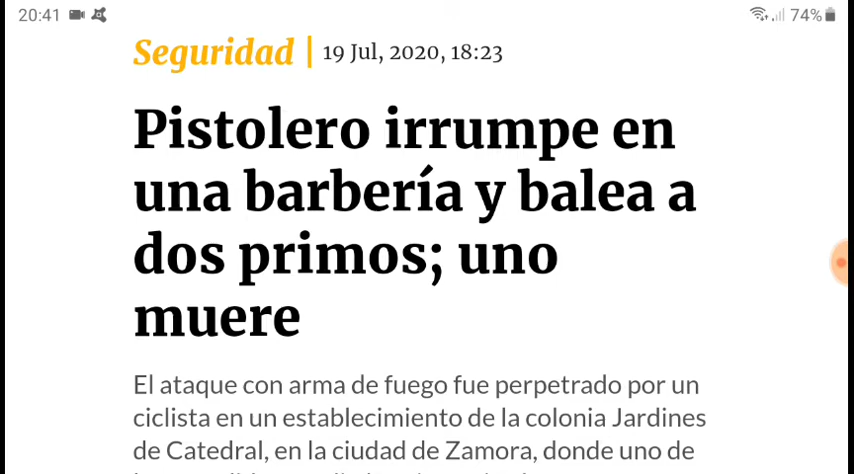 20:41
74%
Seguridad | 19 Jul, 2020, 18:23
Pistolero irrumpe en
una barbería y balea a
dos primos; uno
muere
El ataque con arma de fuego fue perpetrado por un
ciclista en un establecimiento de la colonia Jardines
de Catedral, en la ciudad de Zamora, donde uno de